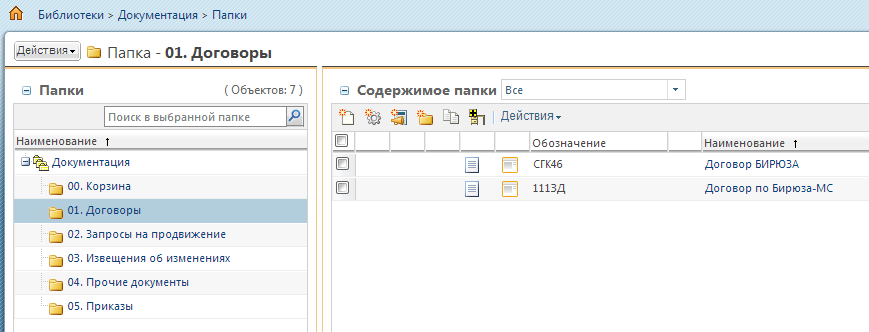 Библиотеки > Документация > Папки
Действия Папка - 01. Договоры
Папки ( Объектов: 7 )
Поиск в выбранной папке
Наименование ↑
Документация
00. Корзина
01. Договоры
02. Запросы на продвижение
03. Извещения об изменениях
04. Прочие документы
05. Приказы
Содержимое папки Все
Действия
Обозначение Наименование ↑
СГК46 Договор БИРЮЗА
1113Д Договор по Бирюза-МС